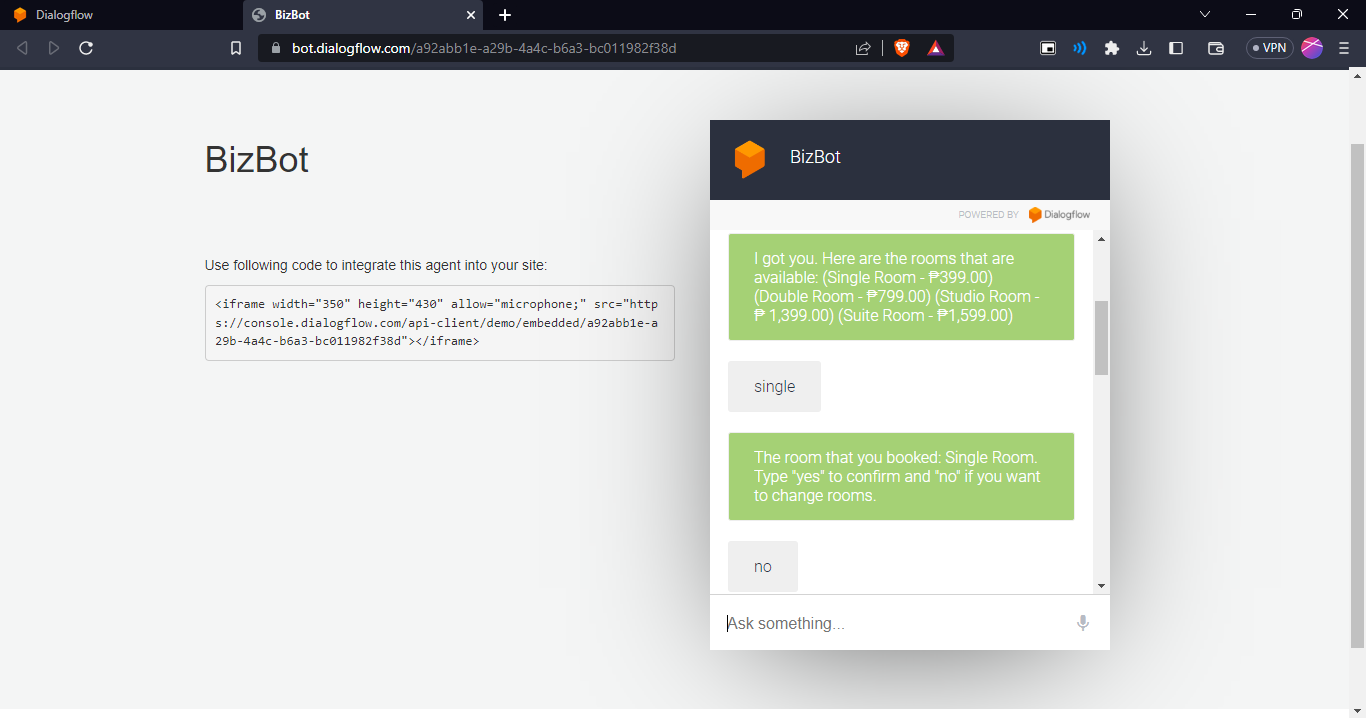 Dialogflow
BizBot
bot.dialogflow.com/a92abb1e-a29b-4a4c-b6a3-bc011982f38d
VPN
BizBot
Use following code to integrate this agent into your site:
<iframe width="350" height="430" allow="microphone;" src="http
s://console.dialogflow.com/api-client/demo/embedded/a92abb1e-a
29b-4a4c-b6a3-bc011982f38d"></iframe>
BizBot
POWERED BY Dialogflow
I got you. Here are the rooms that are
available: (Single Room - ₱399.00)
(Double Room - ₱799.00) (Studio Room -
₱ 1,399.00) (Suite Room - ₱1,599.00)
single
The room that you booked: Single Room.
Type "yes" to confirm and "no" if you want
to change rooms.
no
Ask something...